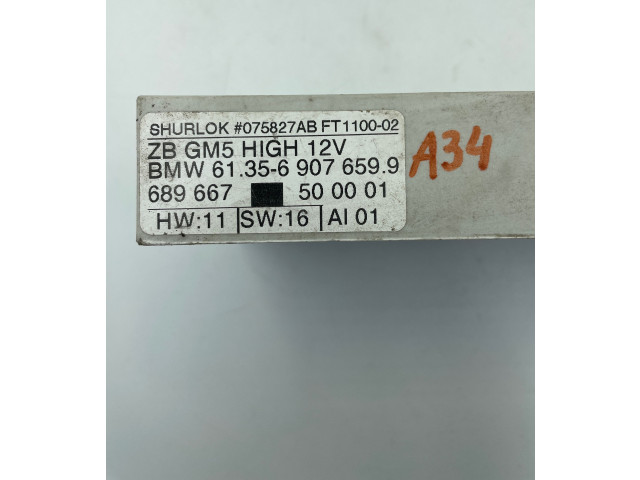 SHURLOK #075827AB FT1100-02
ZB GM5 HIGH 12V
BMW 61.35-6 907 659.9
689 667 50 00 01
HW:11 SW:16 AI 01
A34